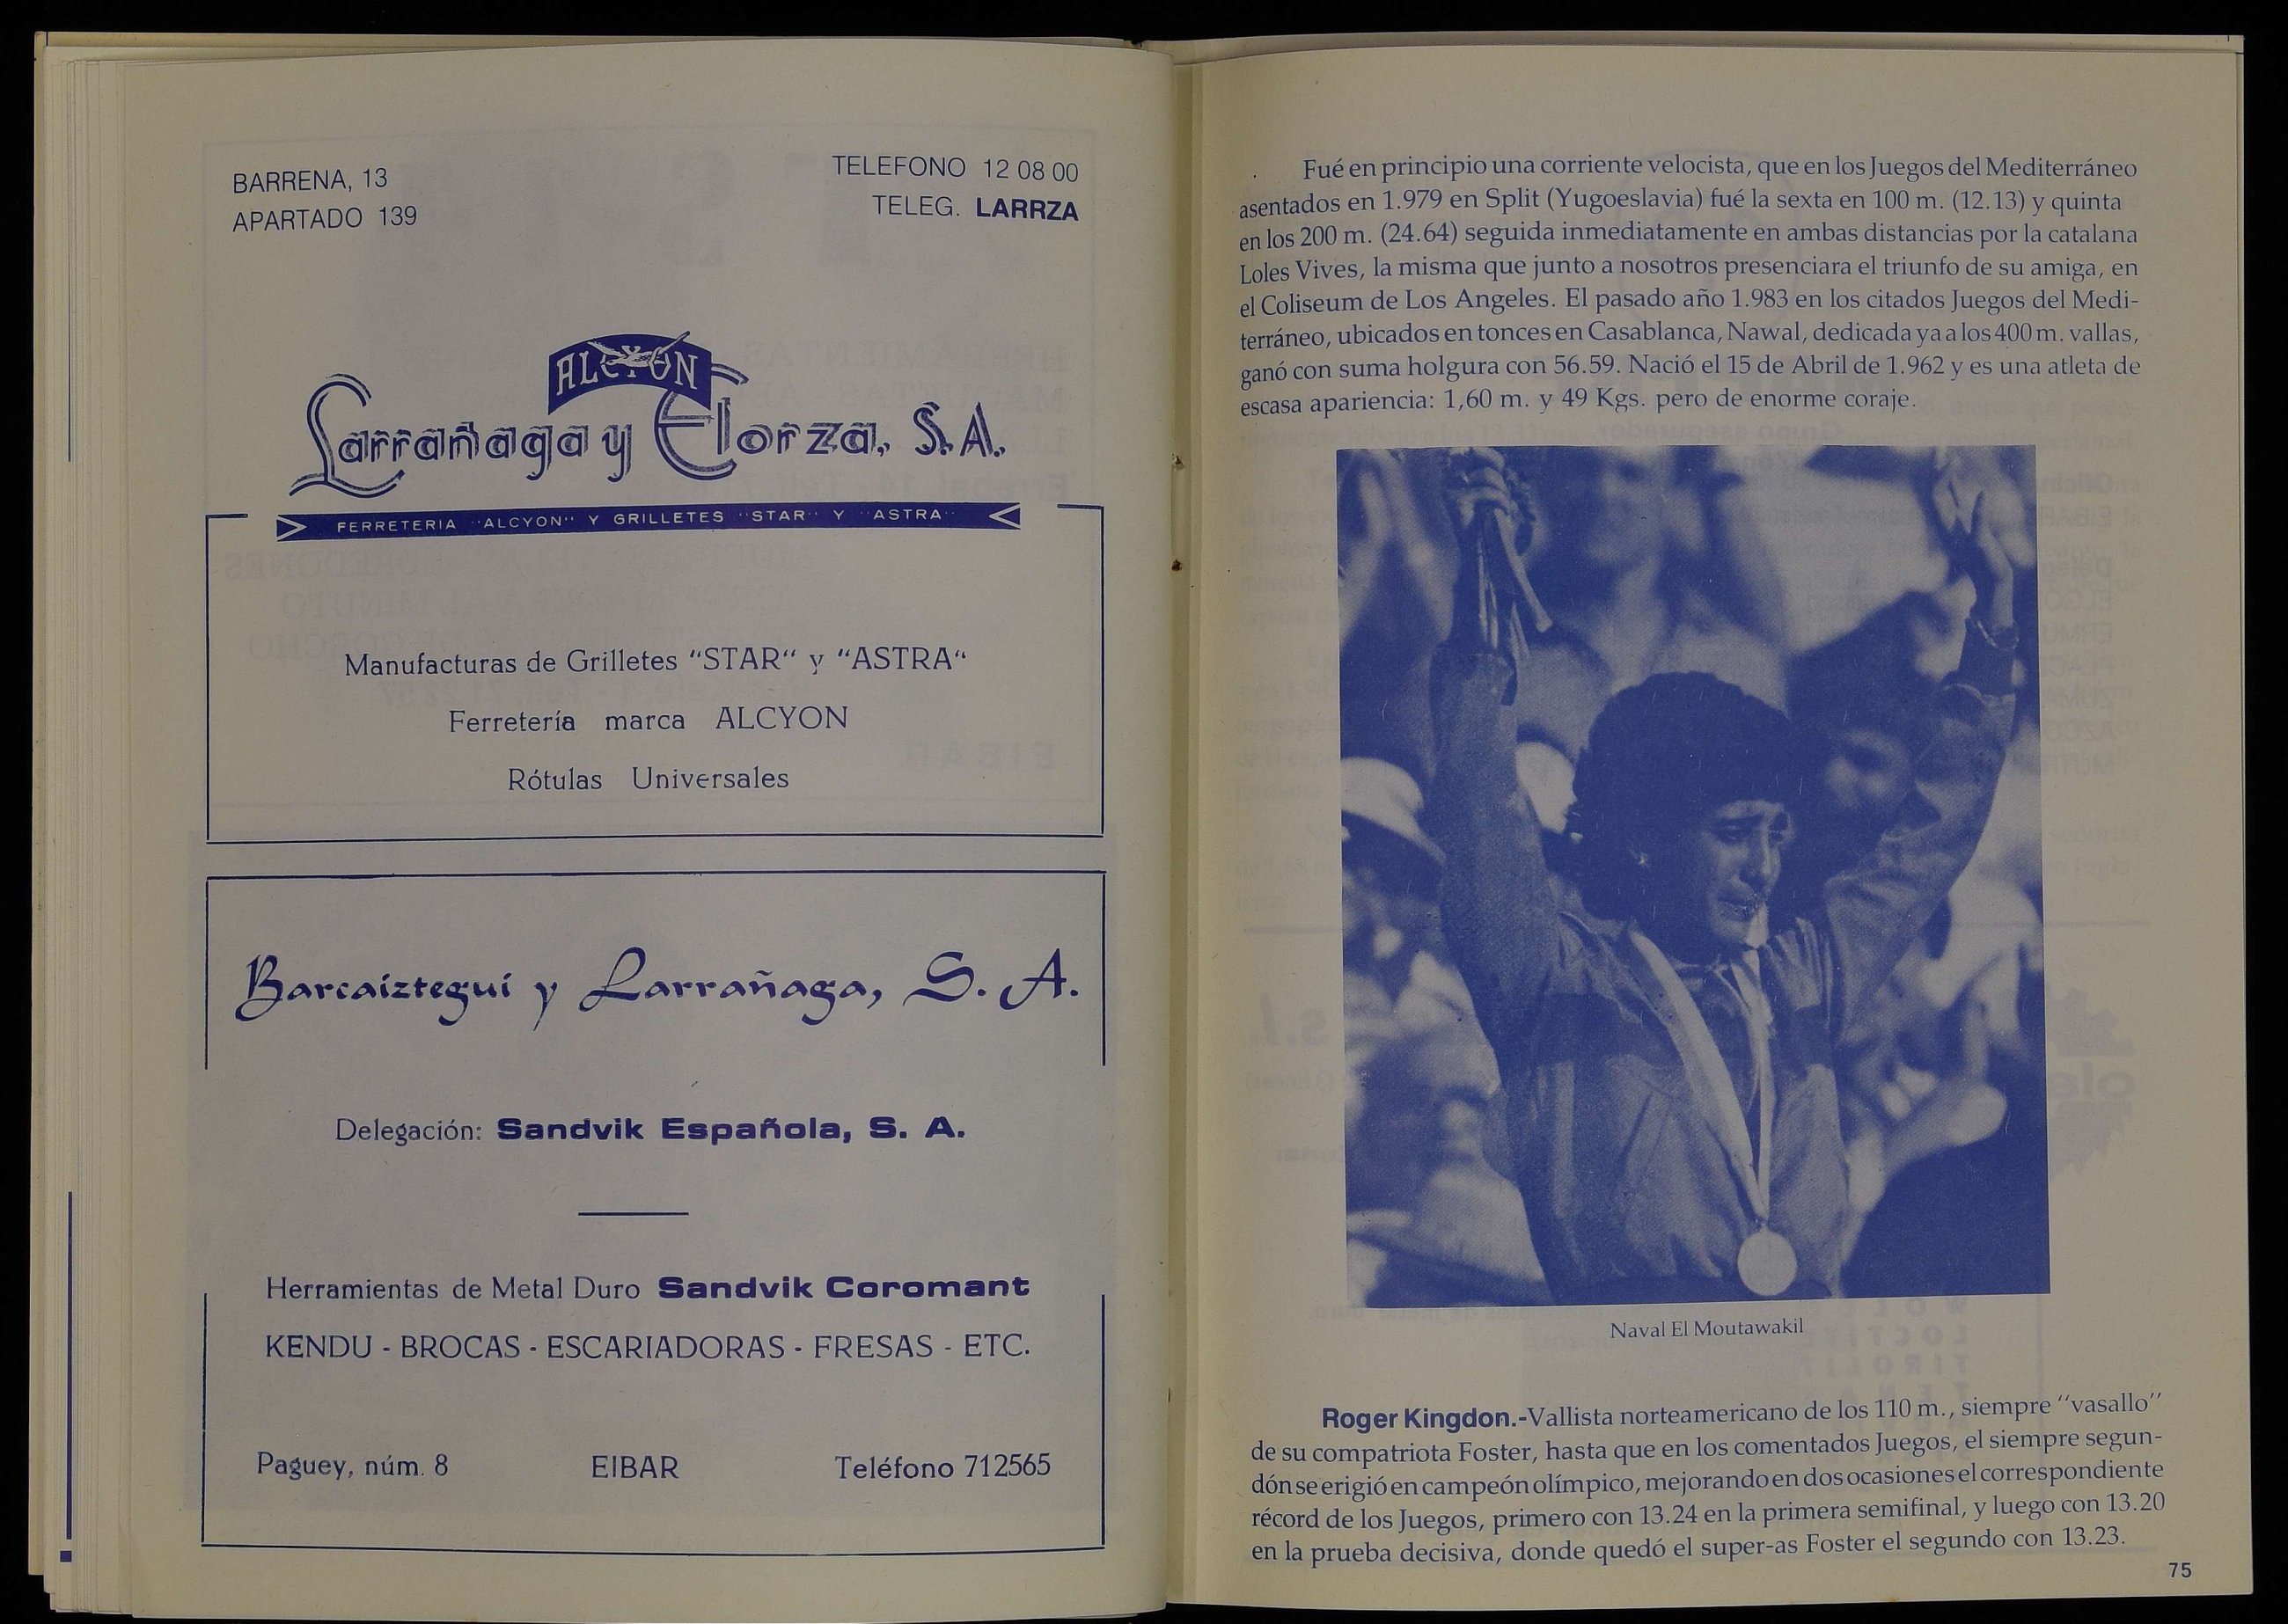 BARRENA, 13
APARTADO 139
TELEFONO 12 08 00
TELEG. LARRZA
ALCYON
Larrañaga y Elorza, S.A.
FERRETERIA "ALCYON" Y GRILLETES "STAR" Y "ASTRA"
Manufacturas de Grilletes "STAR" y "ASTRA"
Ferretería marca ALCYON
Rótulas Universales
Barcaiztegui y Larrañaga, S. A.
Delegación: Sandvik Española, S. A.
Herramientas de Metal Duro Sandvik Coromant
KENDU - BROCAS - ESCARIADORAS - FRESAS - ETC.
Paguey, núm. 8 EIBAR Teléfono 712565
Fué en principio una corriente velocista, que en los Juegos del Mediterráneo
asentados en 1.979 en Split (Yugoeslavia) fué la sexta en 100 m. (12.13) y quinta
en los 200 m. (24.64) seguida inmediatamente en ambas distancias por la catalana
Loles Vives, la misma que junto a nosotros presenciara el triunfo de su amiga, en
el Coliseum de Los Angeles. El pasado año 1.983 en los citados Juegos del Medi-
terráneo, ubicados en tonces en Casablanca, Nawal, dedicada ya a los 400 m. vallas,
ganó con suma holgura con 56.59. Nació el 15 de Abril de 1.962 y es una atleta de
escasa apariencia: 1,60 m. y 49 Kgs. pero de enorme coraje.
Naval El Moutawakil
Roger Kingdon.-Vallista norteamericano de los 110 m., siempre "vasallo"
de su compatriota Foster, hasta que en los comentados Juegos, el siempre segun-
dón se erigió en campeón olímpico, mejorando en dos ocasiones el correspondiente
récord de los Juegos, primero con 13.24 en la primera semifinal, y luego con 13.20
en la prueba decisiva, donde quedó el super-as Foster el segundo con 13.23.
75